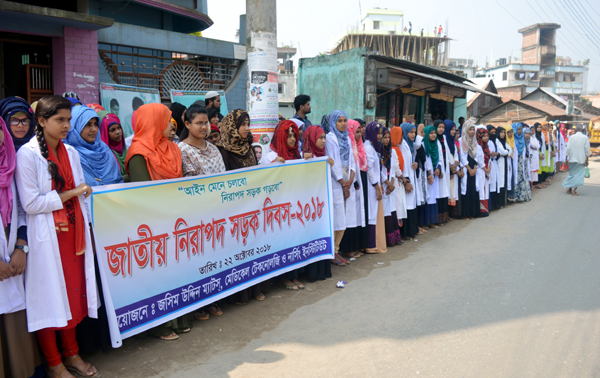 "আইন মেনে চলবো
নিরাপদ সড়ক গড়বো"
জাতীয় নিরাপদ সড়ক দিবস-২০১৮
তারিখ : ২২ অক্টোবর ২০১৮
য়োজনে : জসিম উদ্দিন ম্যাটস্, মেডিকেল টেকনোলজি ও নার্সিং ইনস্টিটিউট